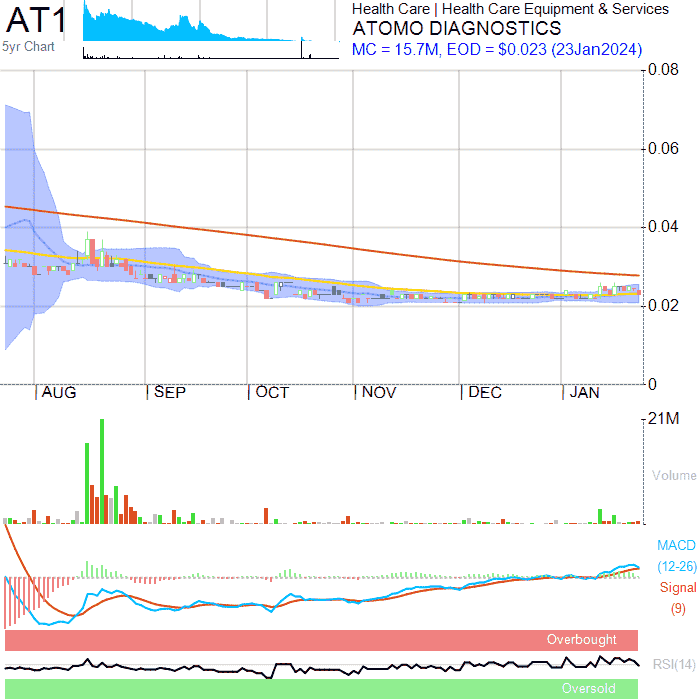 AT1
5yr Chart
Health Care | Health Care Equipment & Services
ATOMO DIAGNOSTICS
MC = 15.7M, EOD = $0.023 (23Jan2024)
0.08
0.06
0.04
0.02
0
| AUG | SEP | OCT | NOV | DEC | JAN
21M
Volume
MACD
(12-26)
Signal
(9)
Overbought
RSI(14)
Oversold